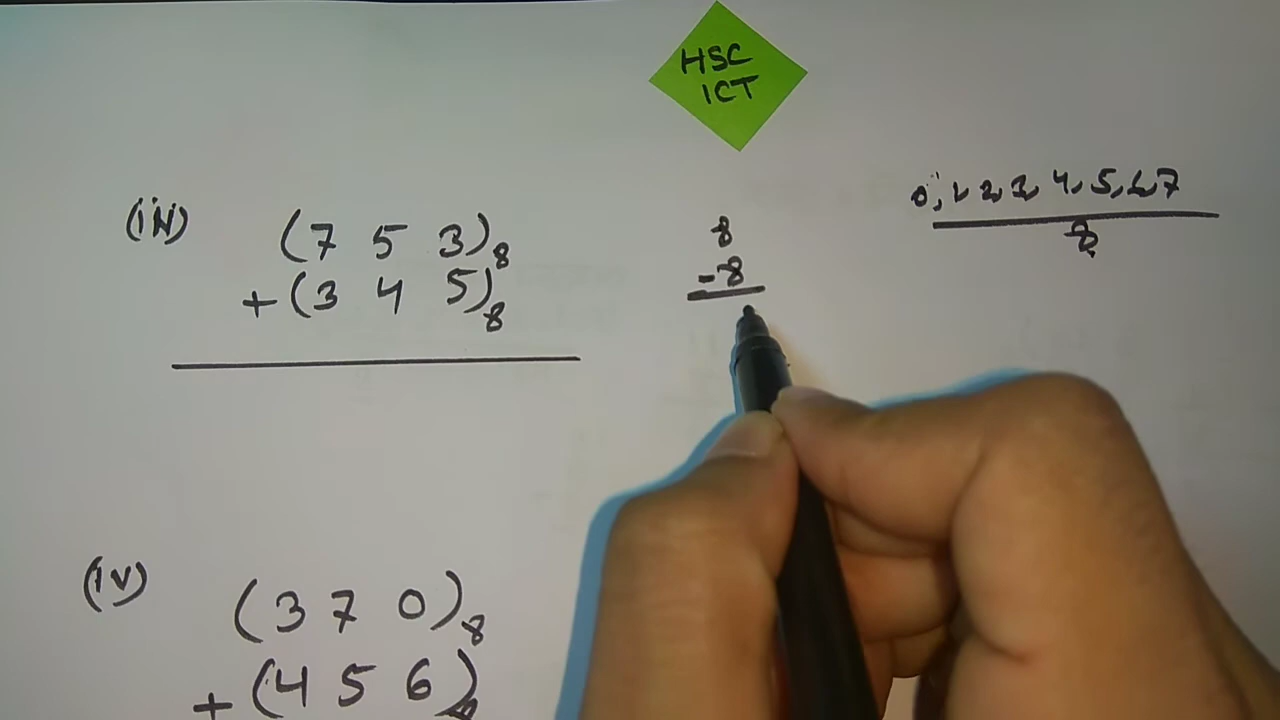 HSC
ICT
0, 1, 2, 3, 4, 5, 6, 7
8
(iii) (7 5 3)8
+ (3 4 5)8
8
-8
(iv) (3 7 0)8
+ (4 5 6)8